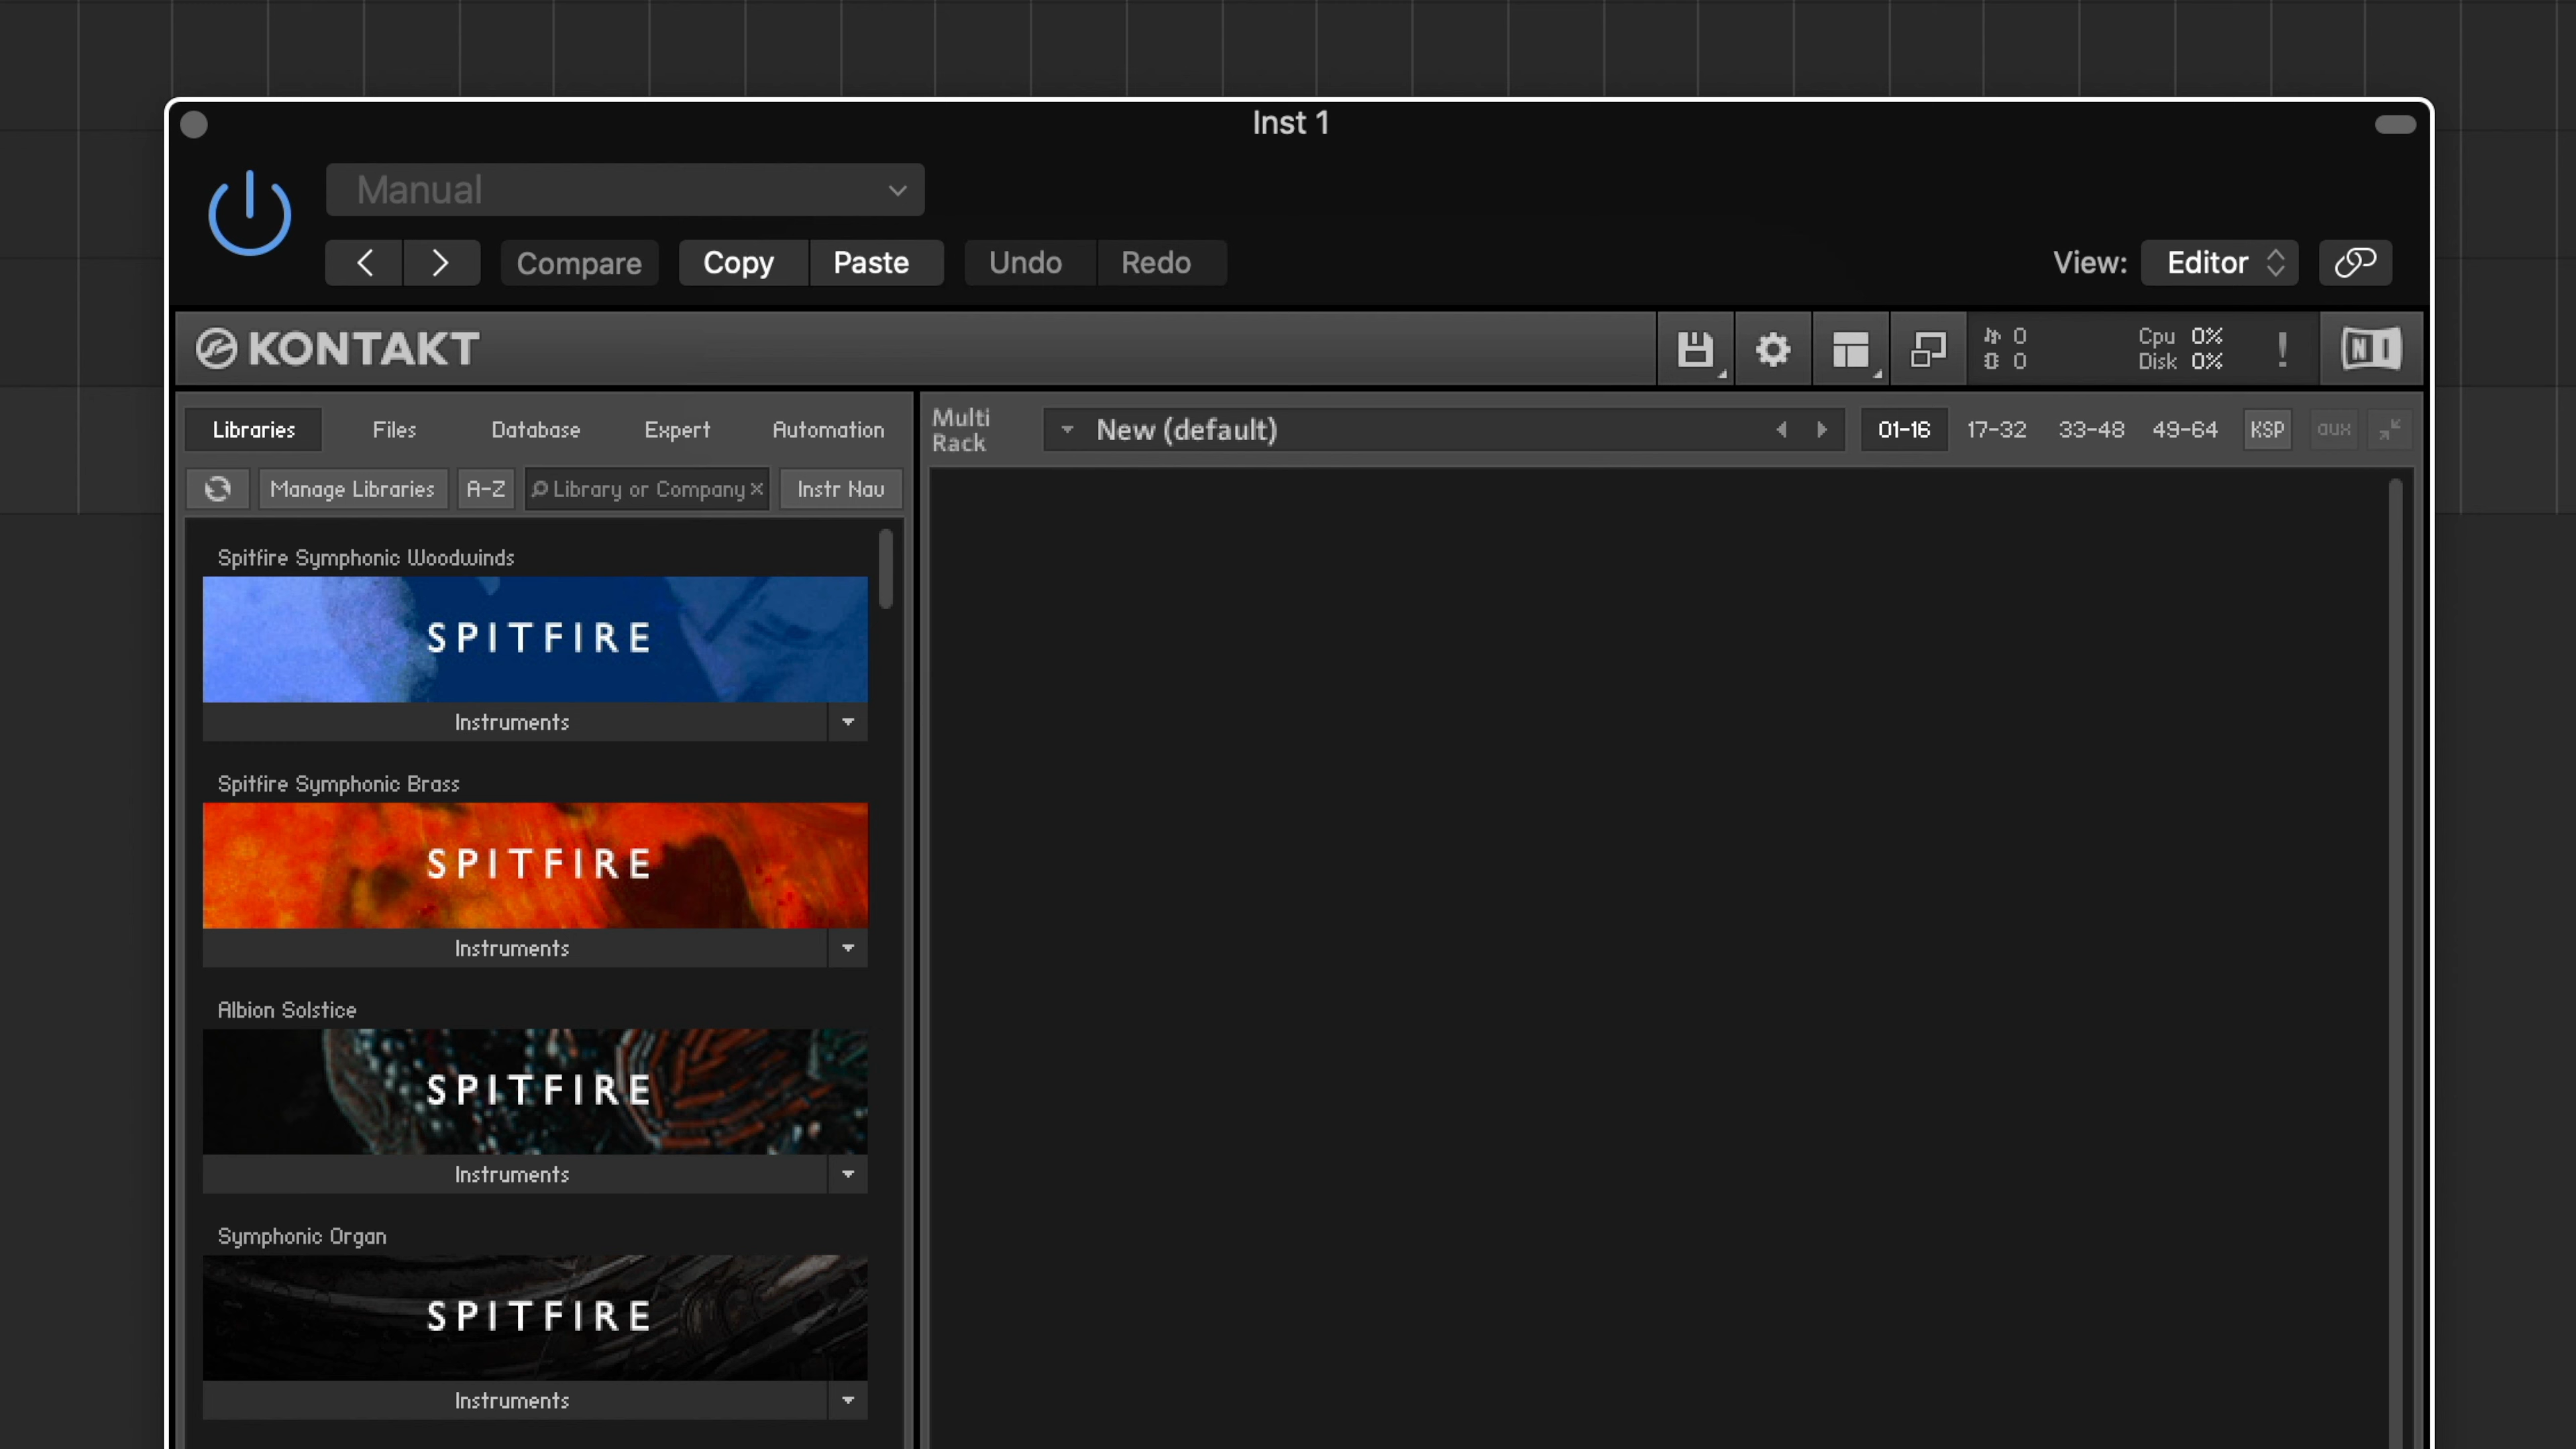 Inst 1
Manual
Compare Copy Paste Undo Redo View: Editor
KONTAKT 0 0 Cpu 0% Disk 0% ! NI
Libraries Files Database Expert Automation
Manage Libraries A-Z Library or Company × Instr Nav
Multi Rack New (default) 01-16 17-32 33-48 49-64 KSP aux
Spitfire Symphonic Woodwinds
SPITFIRE
Instruments
Spitfire Symphonic Brass
SPITFIRE
Instruments
Albion Solstice
SPITFIRE
Instruments
Symphonic Organ
SPITFIRE
Instruments